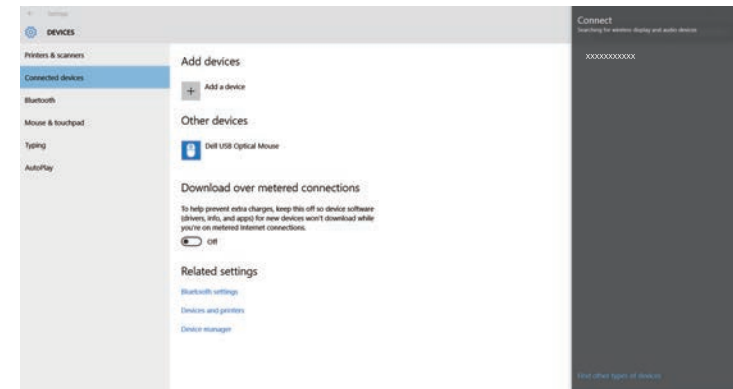 Settings
DEVICES
Printers & scanners
Connected devices
Bluetooth
Mouse & touchpad
Typing
AutoPlay
Add devices
Add a device
Other devices
Dell USB Optical Mouse
Download over metered connections
To help prevent extra charges, keep this off so device software
(drivers, info, and apps) for new devices won't download while
you're on metered Internet connections.
Off
Related settings
Bluetooth settings
Devices and printers
Device manager
Connect
Searching for wireless display and audio devices
xxxxxxxxxxx
Find other types of devices